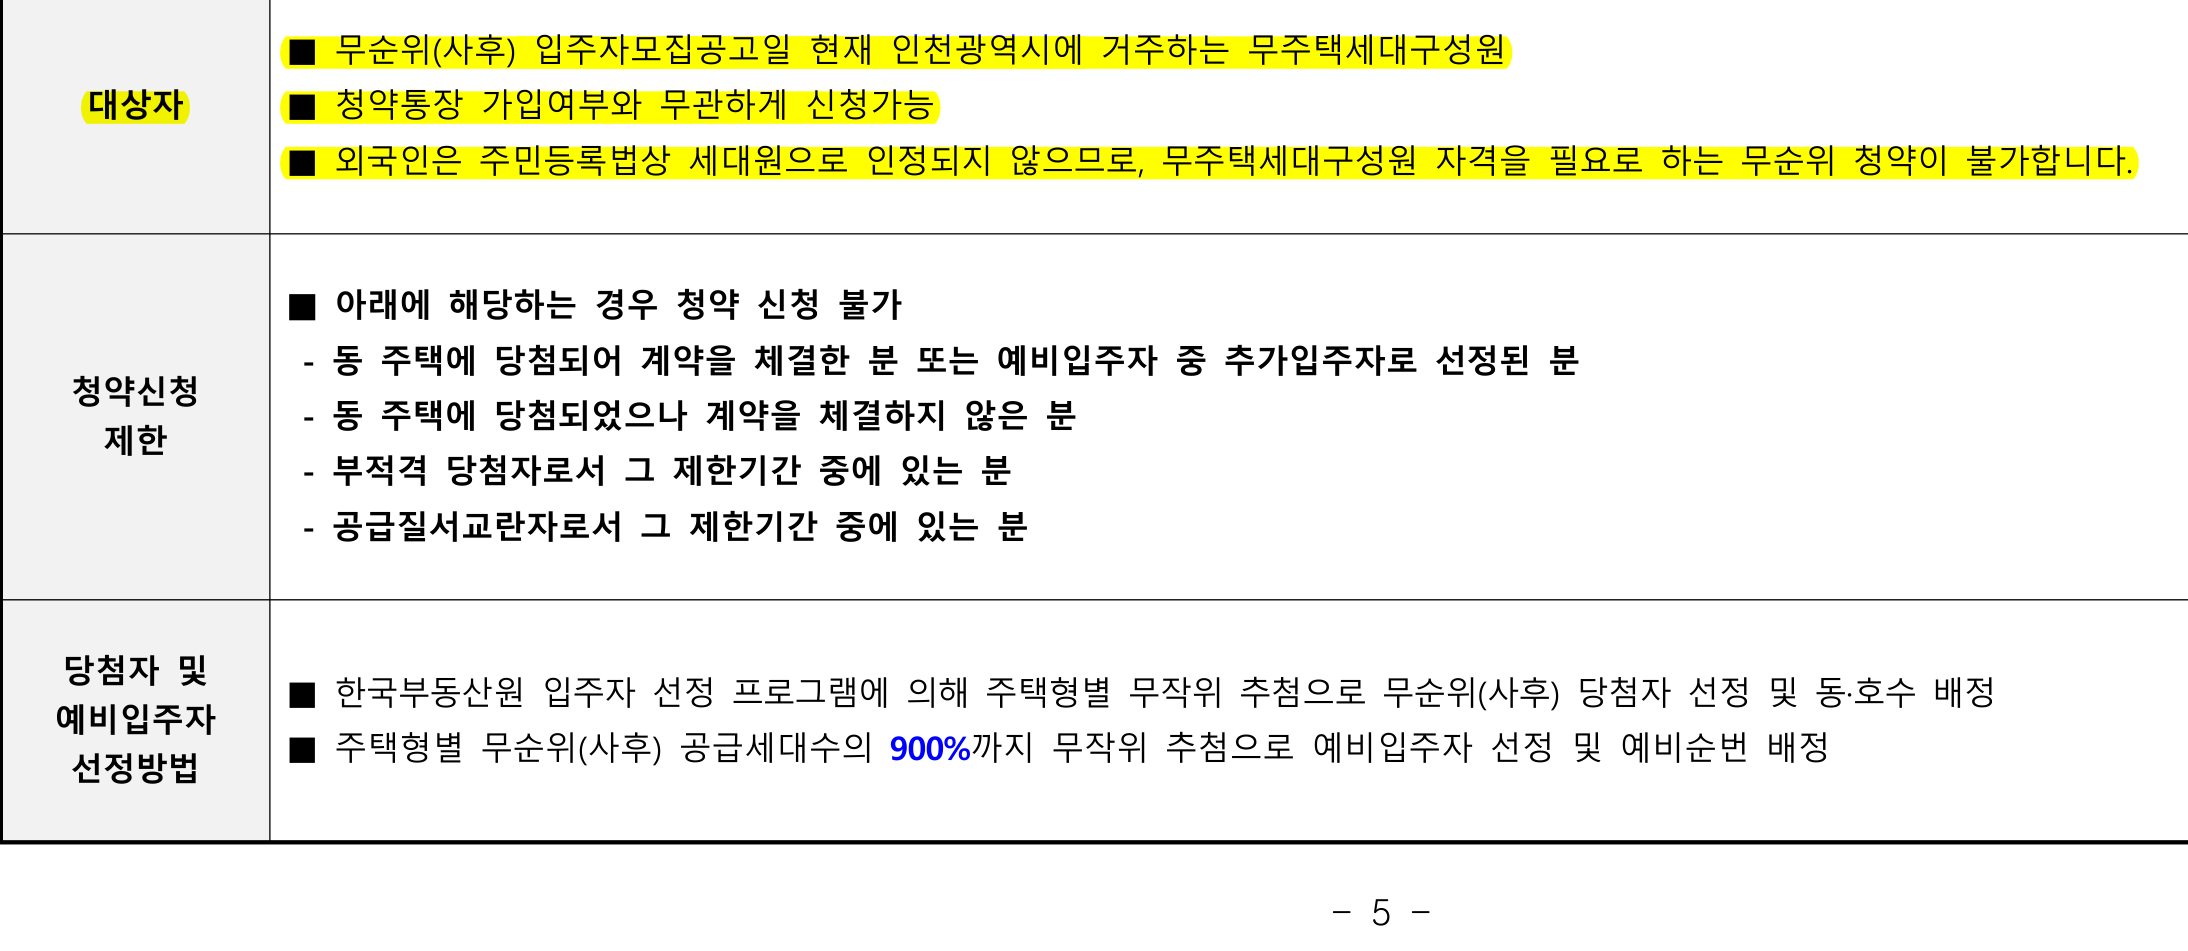 대상자
■ 무순위(사후) 입주자모집공고일 현재 인천광역시에 거주하는 무주택세대구성원
■ 청약통장 가입여부와 무관하게 신청가능
■ 외국인은 주민등록법상 세대원으로 인정되지 않으므로, 무주택세대구성원 자격을 필요로 하는 무순위 청약이 불가합니다.
청약신청
제한
■ 아래에 해당하는 경우 청약 신청 불가
- 동 주택에 당첨되어 계약을 체결한 분 또는 예비입주자 중 추가입주자로 선정된 분
- 동 주택에 당첨되었으나 계약을 체결하지 않은 분
- 부적격 당첨자로서 그 제한기간 중에 있는 분
- 공급질서교란자로서 그 제한기간 중에 있는 분
당첨자 및
예비입주자
선정방법
■ 한국부동산원 입주자 선정 프로그램에 의해 주택형별 무작위 추첨으로 무순위(사후) 당첨자 선정 및 동·호수 배정
■ 주택형별 무순위(사후) 공급세대수의 900%까지 무작위 추첨으로 예비입주자 선정 및 예비순번 배정
- 5 -